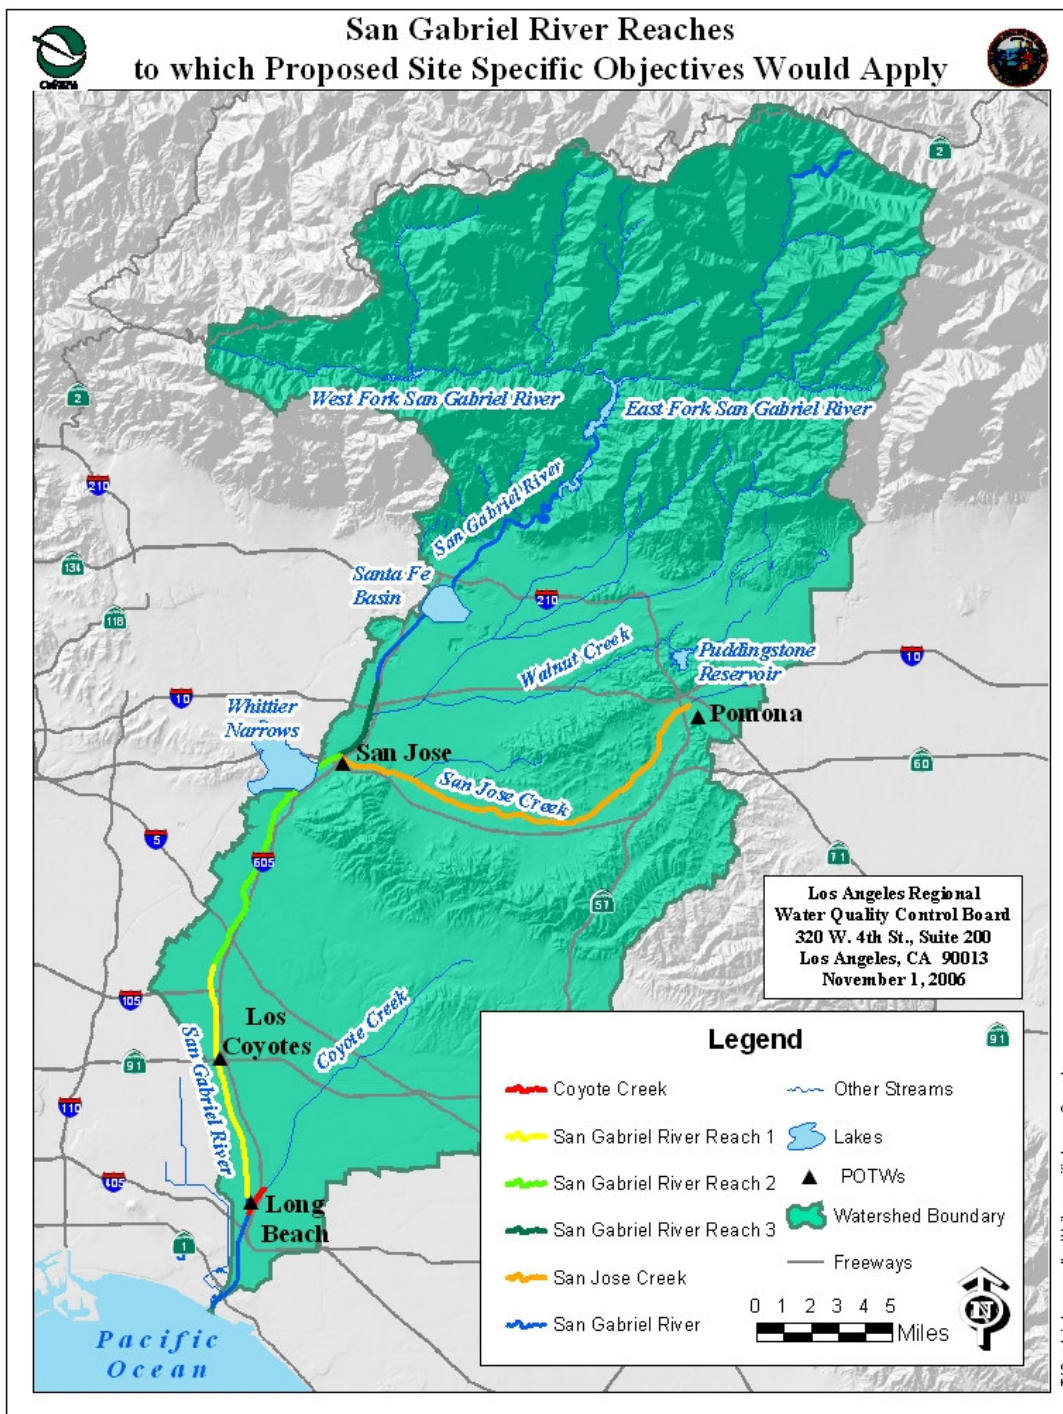 San Gabriel River Reaches
to which Proposed Site Specific Objectives Would Apply
2
2
West Fork San Gabriel River
East Fork San Gabriel River
210
San Gabriel River
134
Santa Fe
Basin
210
118
Walnut Creek
Puddingstone
Reservoir
10
10
Whittier
Narrows
Pomona
San Jose
60
San Jose Creek
5
605
71
57
Los Angeles Regional
Water Quality Control Board
320 W. 4th St., Suite 200
Los Angeles, CA 90013
November 1, 2006
105
Los
Coyotes
Coyote Creek
San Gabriel River
91
110
405
Long
Beach
1
Pacific
Ocean
Legend
91
Coyote Creek
San Gabriel River Reach 1
San Gabriel River Reach 2
San Gabriel River Reach 3
San Jose Creek
San Gabriel River
Other Streams
Lakes
POTWs
Watershed Boundary
Freeways
0 1 2 3 4 5
Miles
N